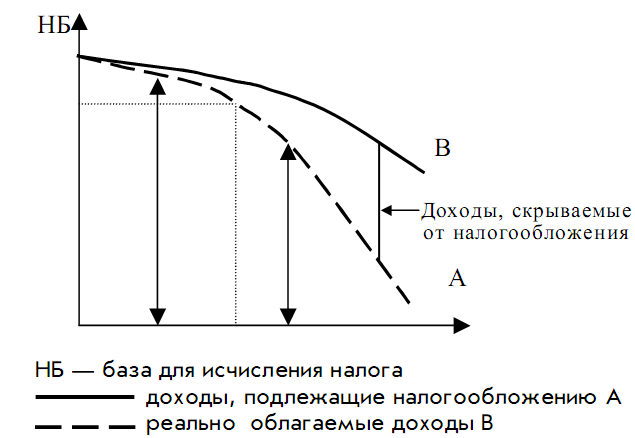 НБ
В
Доходы, скрываемые
от налогообложения
А
НБ — база для исчисления налога
доходы, подлежащие налогообложению А
реально облагаемые доходы В